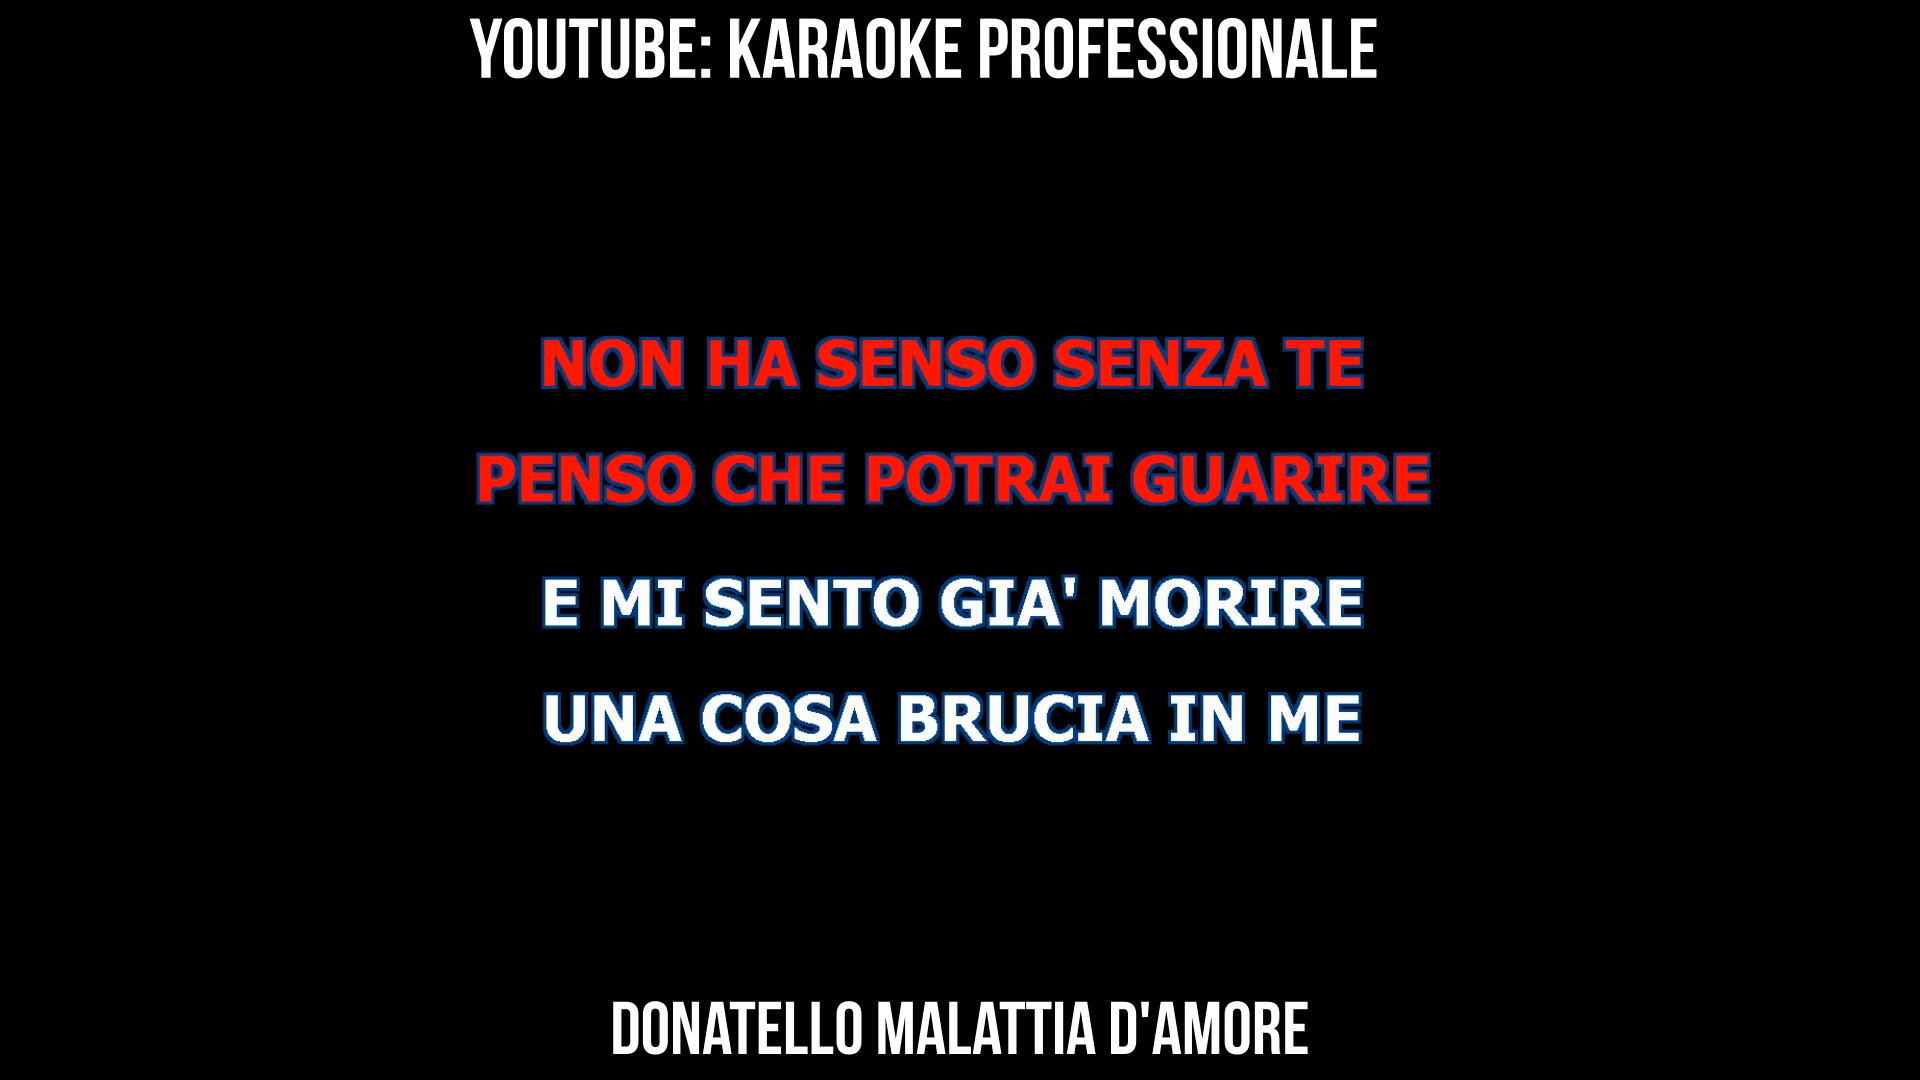 YOUTUBE: KARAOKE PROFESSIONALE
NON HA SENSO SENZA TE
PENSO CHE POTRAI GUARIRE
E MI SENTO GIA' MORIRE
UNA COSA BRUCIA IN ME
DONATELLO MALATTIA D'AMORE